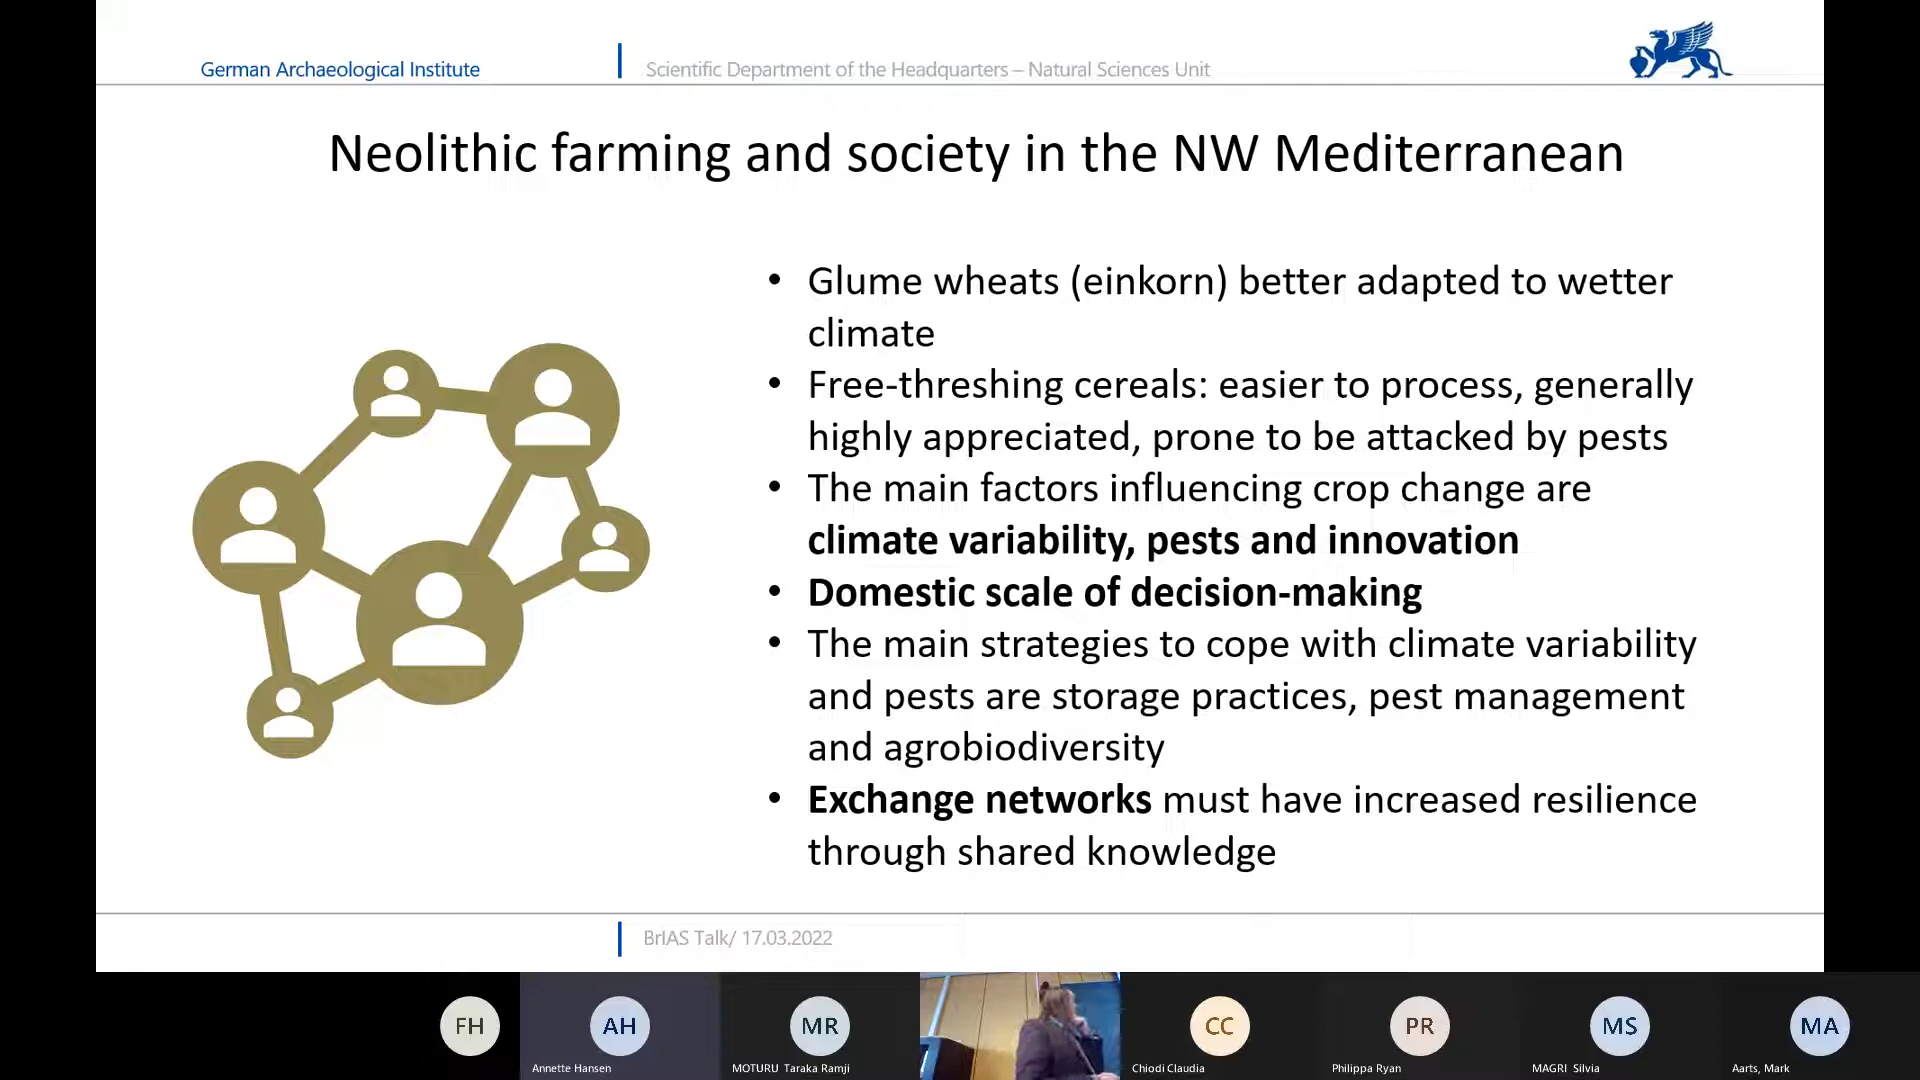 German Archaeological Institute
Scientific Department of the Headquarters – Natural Sciences Unit
Neolithic farming and society in the NW Mediterranean
• Glume wheats (einkorn) better adapted to wetter
climate
• Free-threshing cereals: easier to process, generally
highly appreciated, prone to be attacked by pests
• The main factors influencing crop change are
climate variability, pests and innovation
• Domestic scale of decision-making
• The main strategies to cope with climate variability
and pests are storage practices, pest management
and agrobiodiversity
• Exchange networks must have increased resilience
through shared knowledge
BrIAS Talk/ 17.03.2022
FH
AH
MR
CC
PR
MS
MA
Annette Hansen
MOTURU Taraka Ramji
Chiodi Claudia
Philippa Ryan
MAGRI Silvia
Aarts, Mark